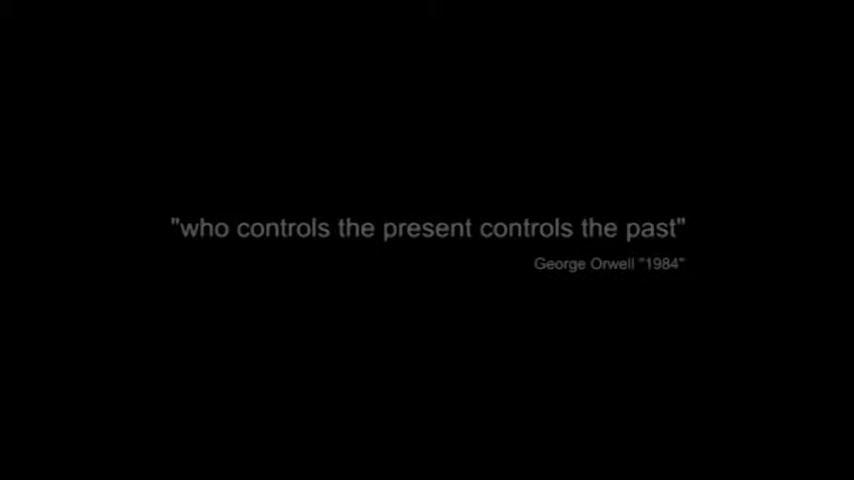 "who controls the present controls the past"
George Orwell "1984"